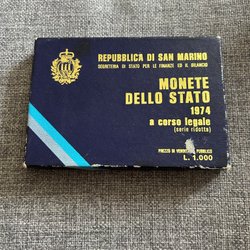 REPUBBLICA DI SAN MARINO
SEGRETERIA DI STATO PER LE FINANZE ED IL BILANCIO
MONETE
DELLO STATO
1974
a corso legale
(serie ridotta)
PREZZO DI VENDITA AL PUBBLICO
L. 1.000